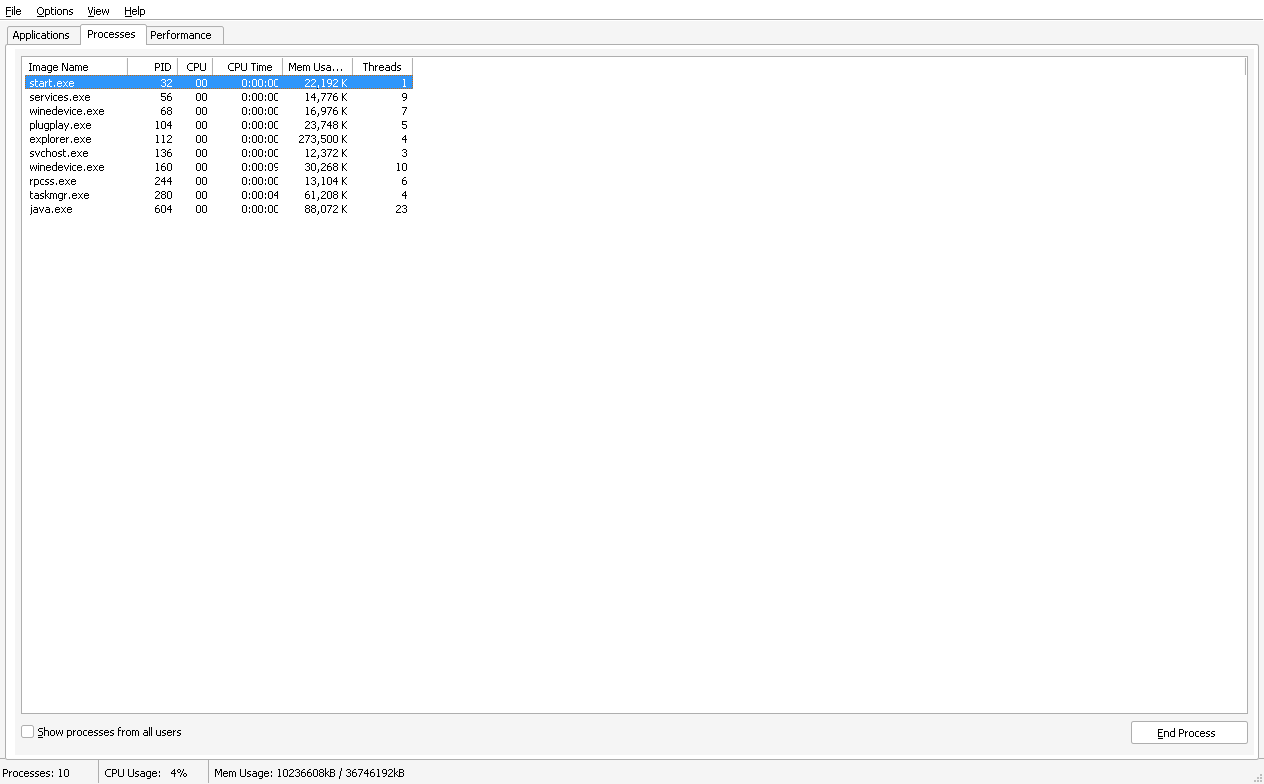 File Options View Help
Applications Processes Performance
Image Name PID CPU CPU Time Mem Usa... Threads
start.exe 32 00 0:00:00 22,192 K 1
services.exe 56 00 0:00:00 14,776 K 9
winedevice.exe 68 00 0:00:00 16,976 K 7
plugplay.exe 104 00 0:00:00 23,748 K 5
explorer.exe 112 00 0:00:00 273,500 K 4
svchost.exe 136 00 0:00:00 12,372 K 3
winedevice.exe 160 00 0:00:09 30,268 K 10
rpcss.exe 244 00 0:00:00 13,104 K 6
taskmgr.exe 280 00 0:00:04 61,208 K 4
java.exe 604 00 0:00:00 88,072 K 23
Show processes from all users
End Process
Processes: 10 CPU Usage: 4% Mem Usage: 10236608kB / 36746192kB